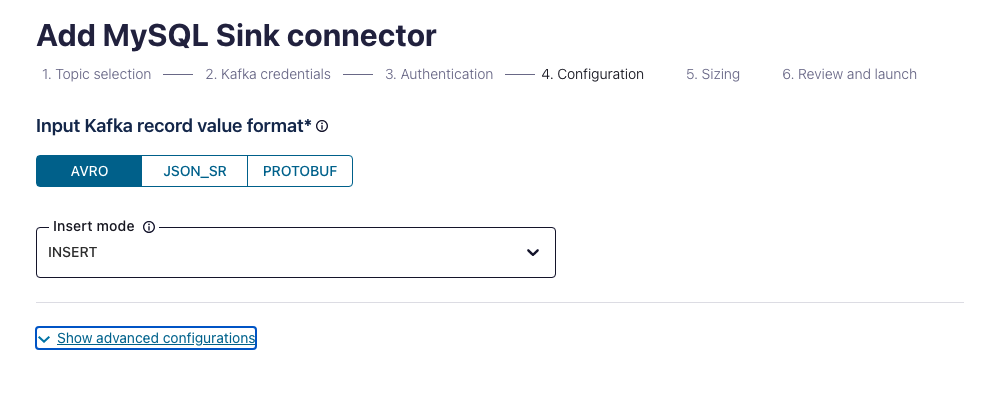 Add MySQL Sink connector
1. Topic selection 2. Kafka credentials 3. Authentication 4. Configuration 5. Sizing 6. Review and launch
Input Kafka record value format*
AVRO JSON_SR PROTOBUF
Insert mode
INSERT
Show advanced configurations